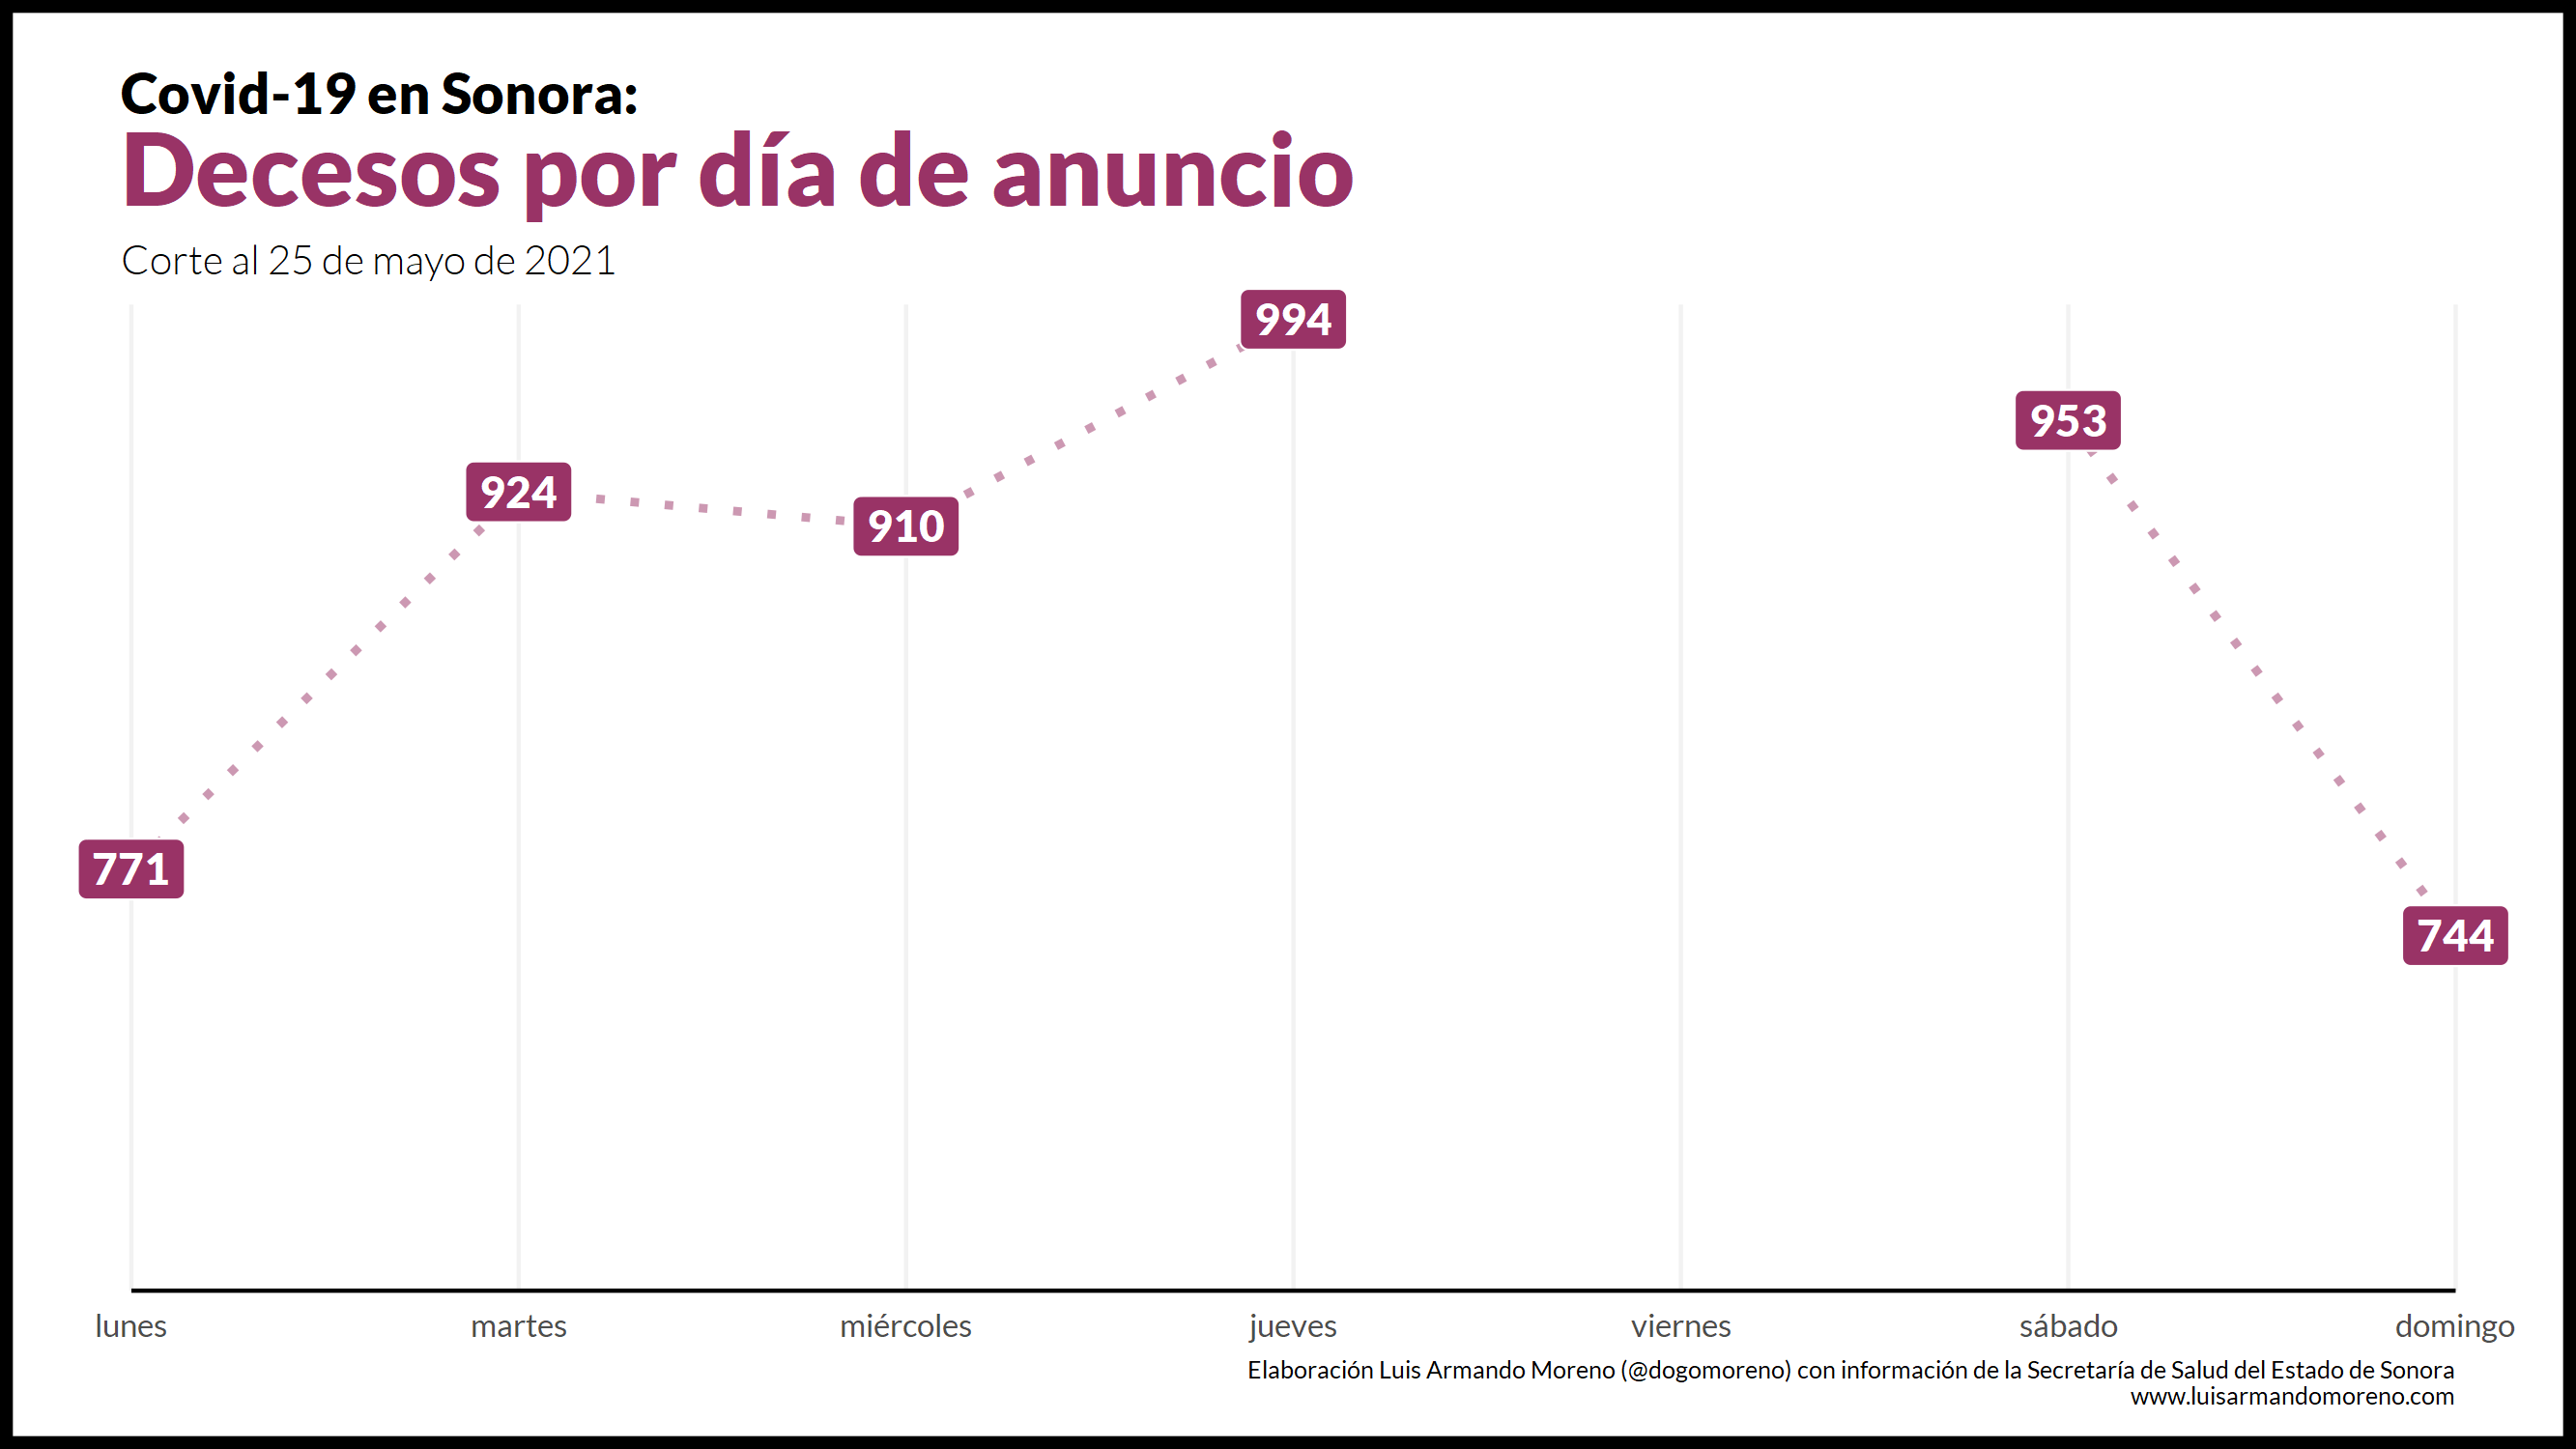 Covid-19 en Sonora:
Decesos por día de anuncio
Corte al 25 de mayo de 2021
994
953
924
910
771
744
lunes martes miércoles jueves viernes sábado domingo
Elaboración Luis Armando Moreno (@dogomoreno) con información de la Secretaría de Salud del Estado de Sonora
www.luisarmandomoreno.com